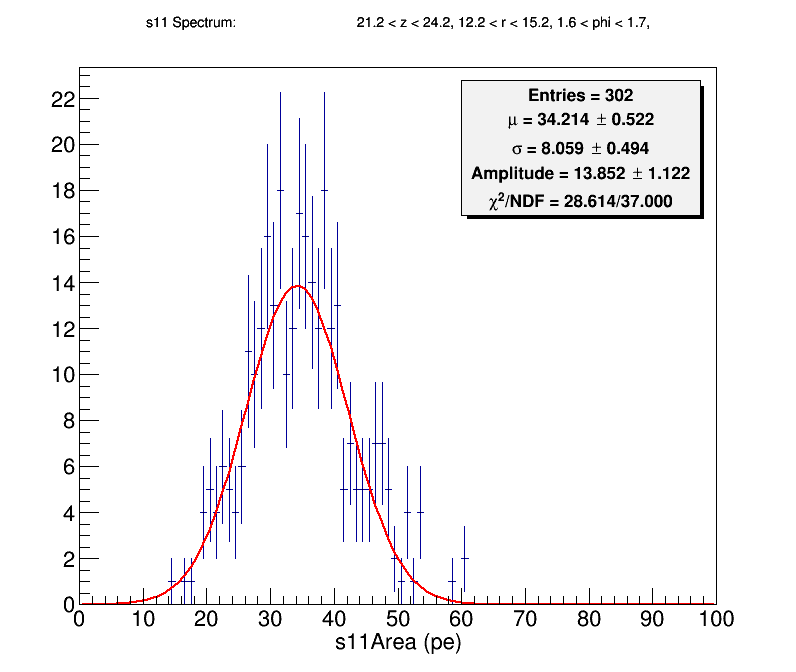 s11 Spectrum: 21.2 < z < 24.2, 12.2 < r < 15.2, 1.6 < phi < 1.7,
Entries = 302
μ = 34.214 ± 0.522
σ = 8.059 ± 0.494
Amplitude = 13.852 ± 1.122
χ²/NDF = 28.614/37.000
22
20
18
16
14
12
10
8
6
4
2
0
0 10 20 30 40 50 60 70 80 90 100
s11Area (pe)